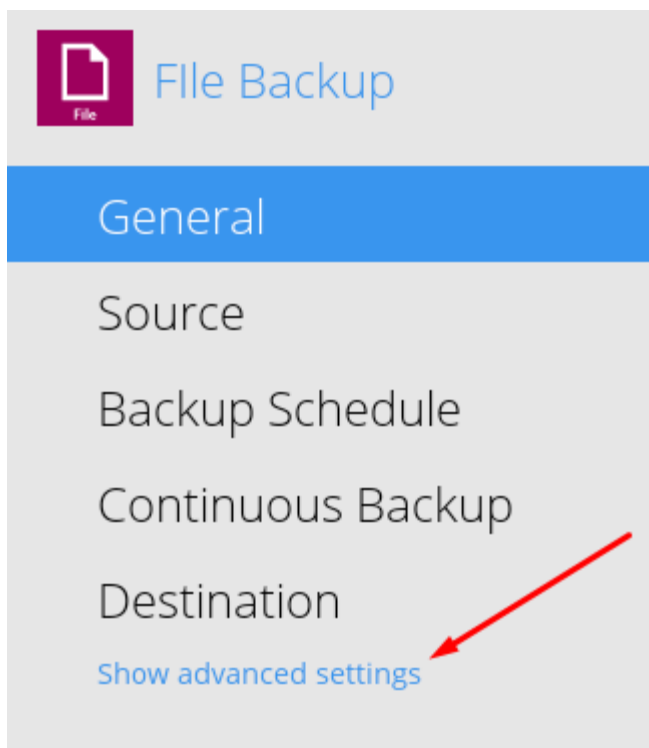 File
FIle Backup
General
Source
Backup Schedule
Continuous Backup
Destination
Show advanced settings